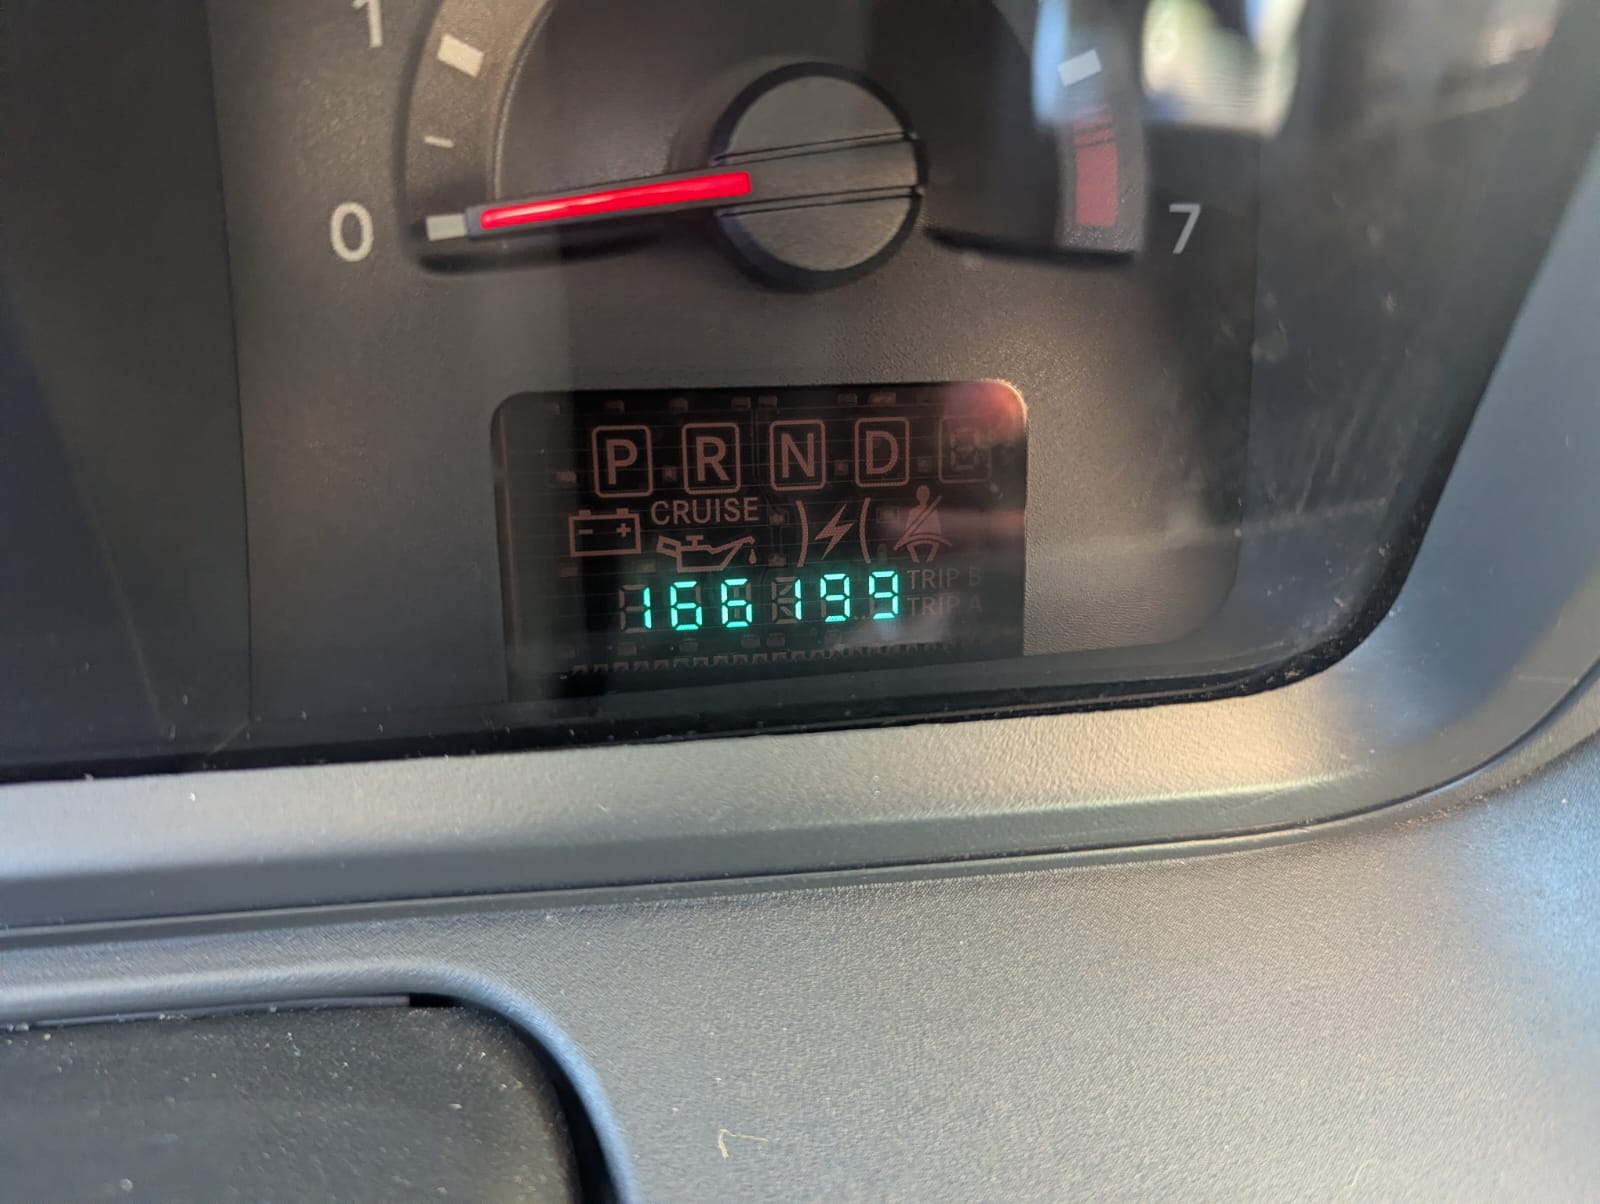 1
0 7
P R N D
CRUISE
- +
TRIP B
166199 TRIP A